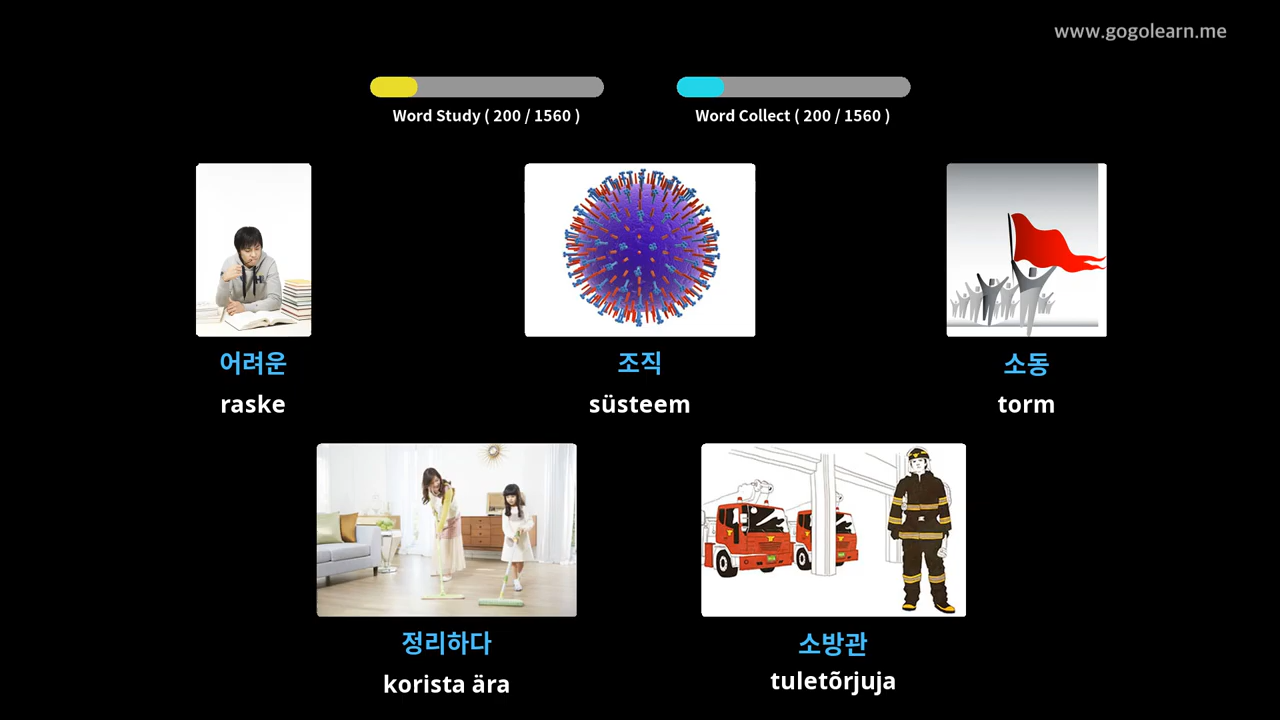 www.gogolearn.me
Word Study ( 200 / 1560 )
Word Collect ( 200 / 1560 )
어려운
raske
조직
süsteem
소동
torm
정리하다
korista ära
소방관
tuletõrjuja